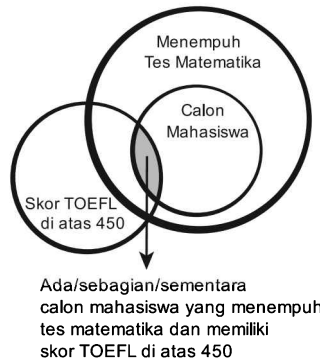 Menempuh
Tes Matematika
Calon
Mahasiswa
Skor TOEFL
di atas 450
Ada/sebagian/sementara
calon mahasiswa yang menempuh
tes matematika dan memiliki
skor TOEFL di atas 450